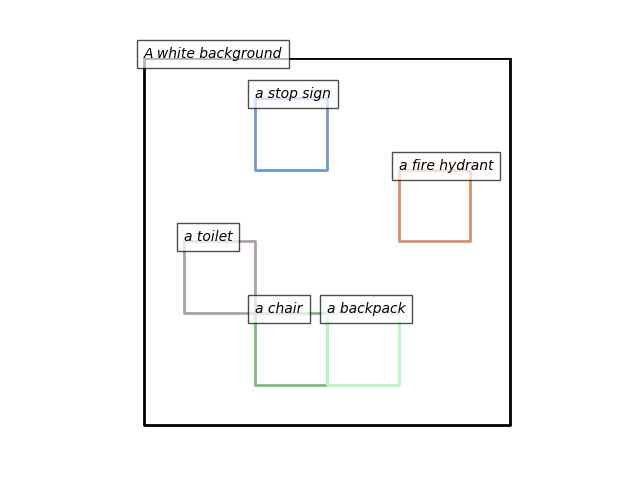 A white background
a stop sign
a fire hydrant
a toilet
a chair
a backpack